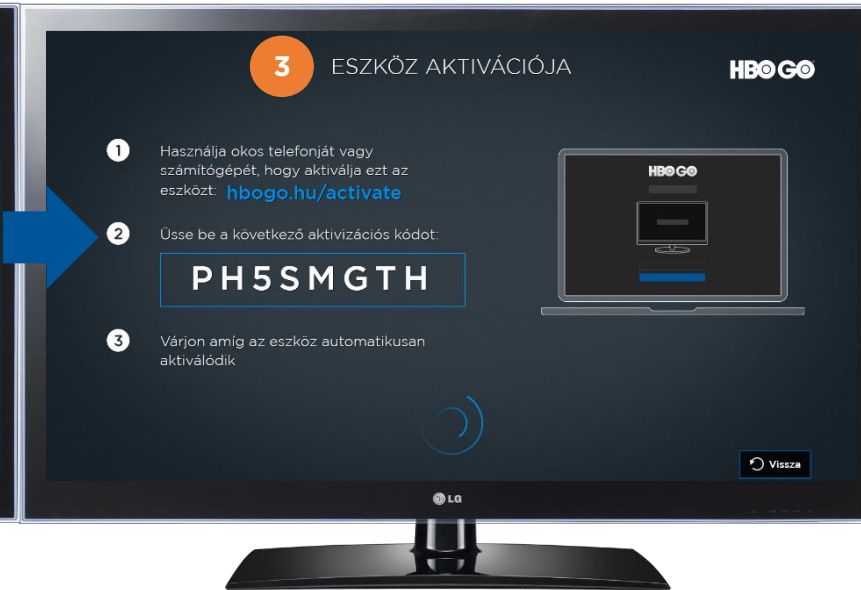 3 ESZKÖZ AKTIVÁCIÓJA
HBO GO
1 Használja okos telefonját vagy
számítógépét, hogy aktiválja ezt az
eszközt: hbogo.hu/activate
2 Üsse be a következő aktivizációs kódot:
PH5SMGTH
3 Várjon amíg az eszköz automatikusan
aktiválódik
HBO GO
Vissza
LG